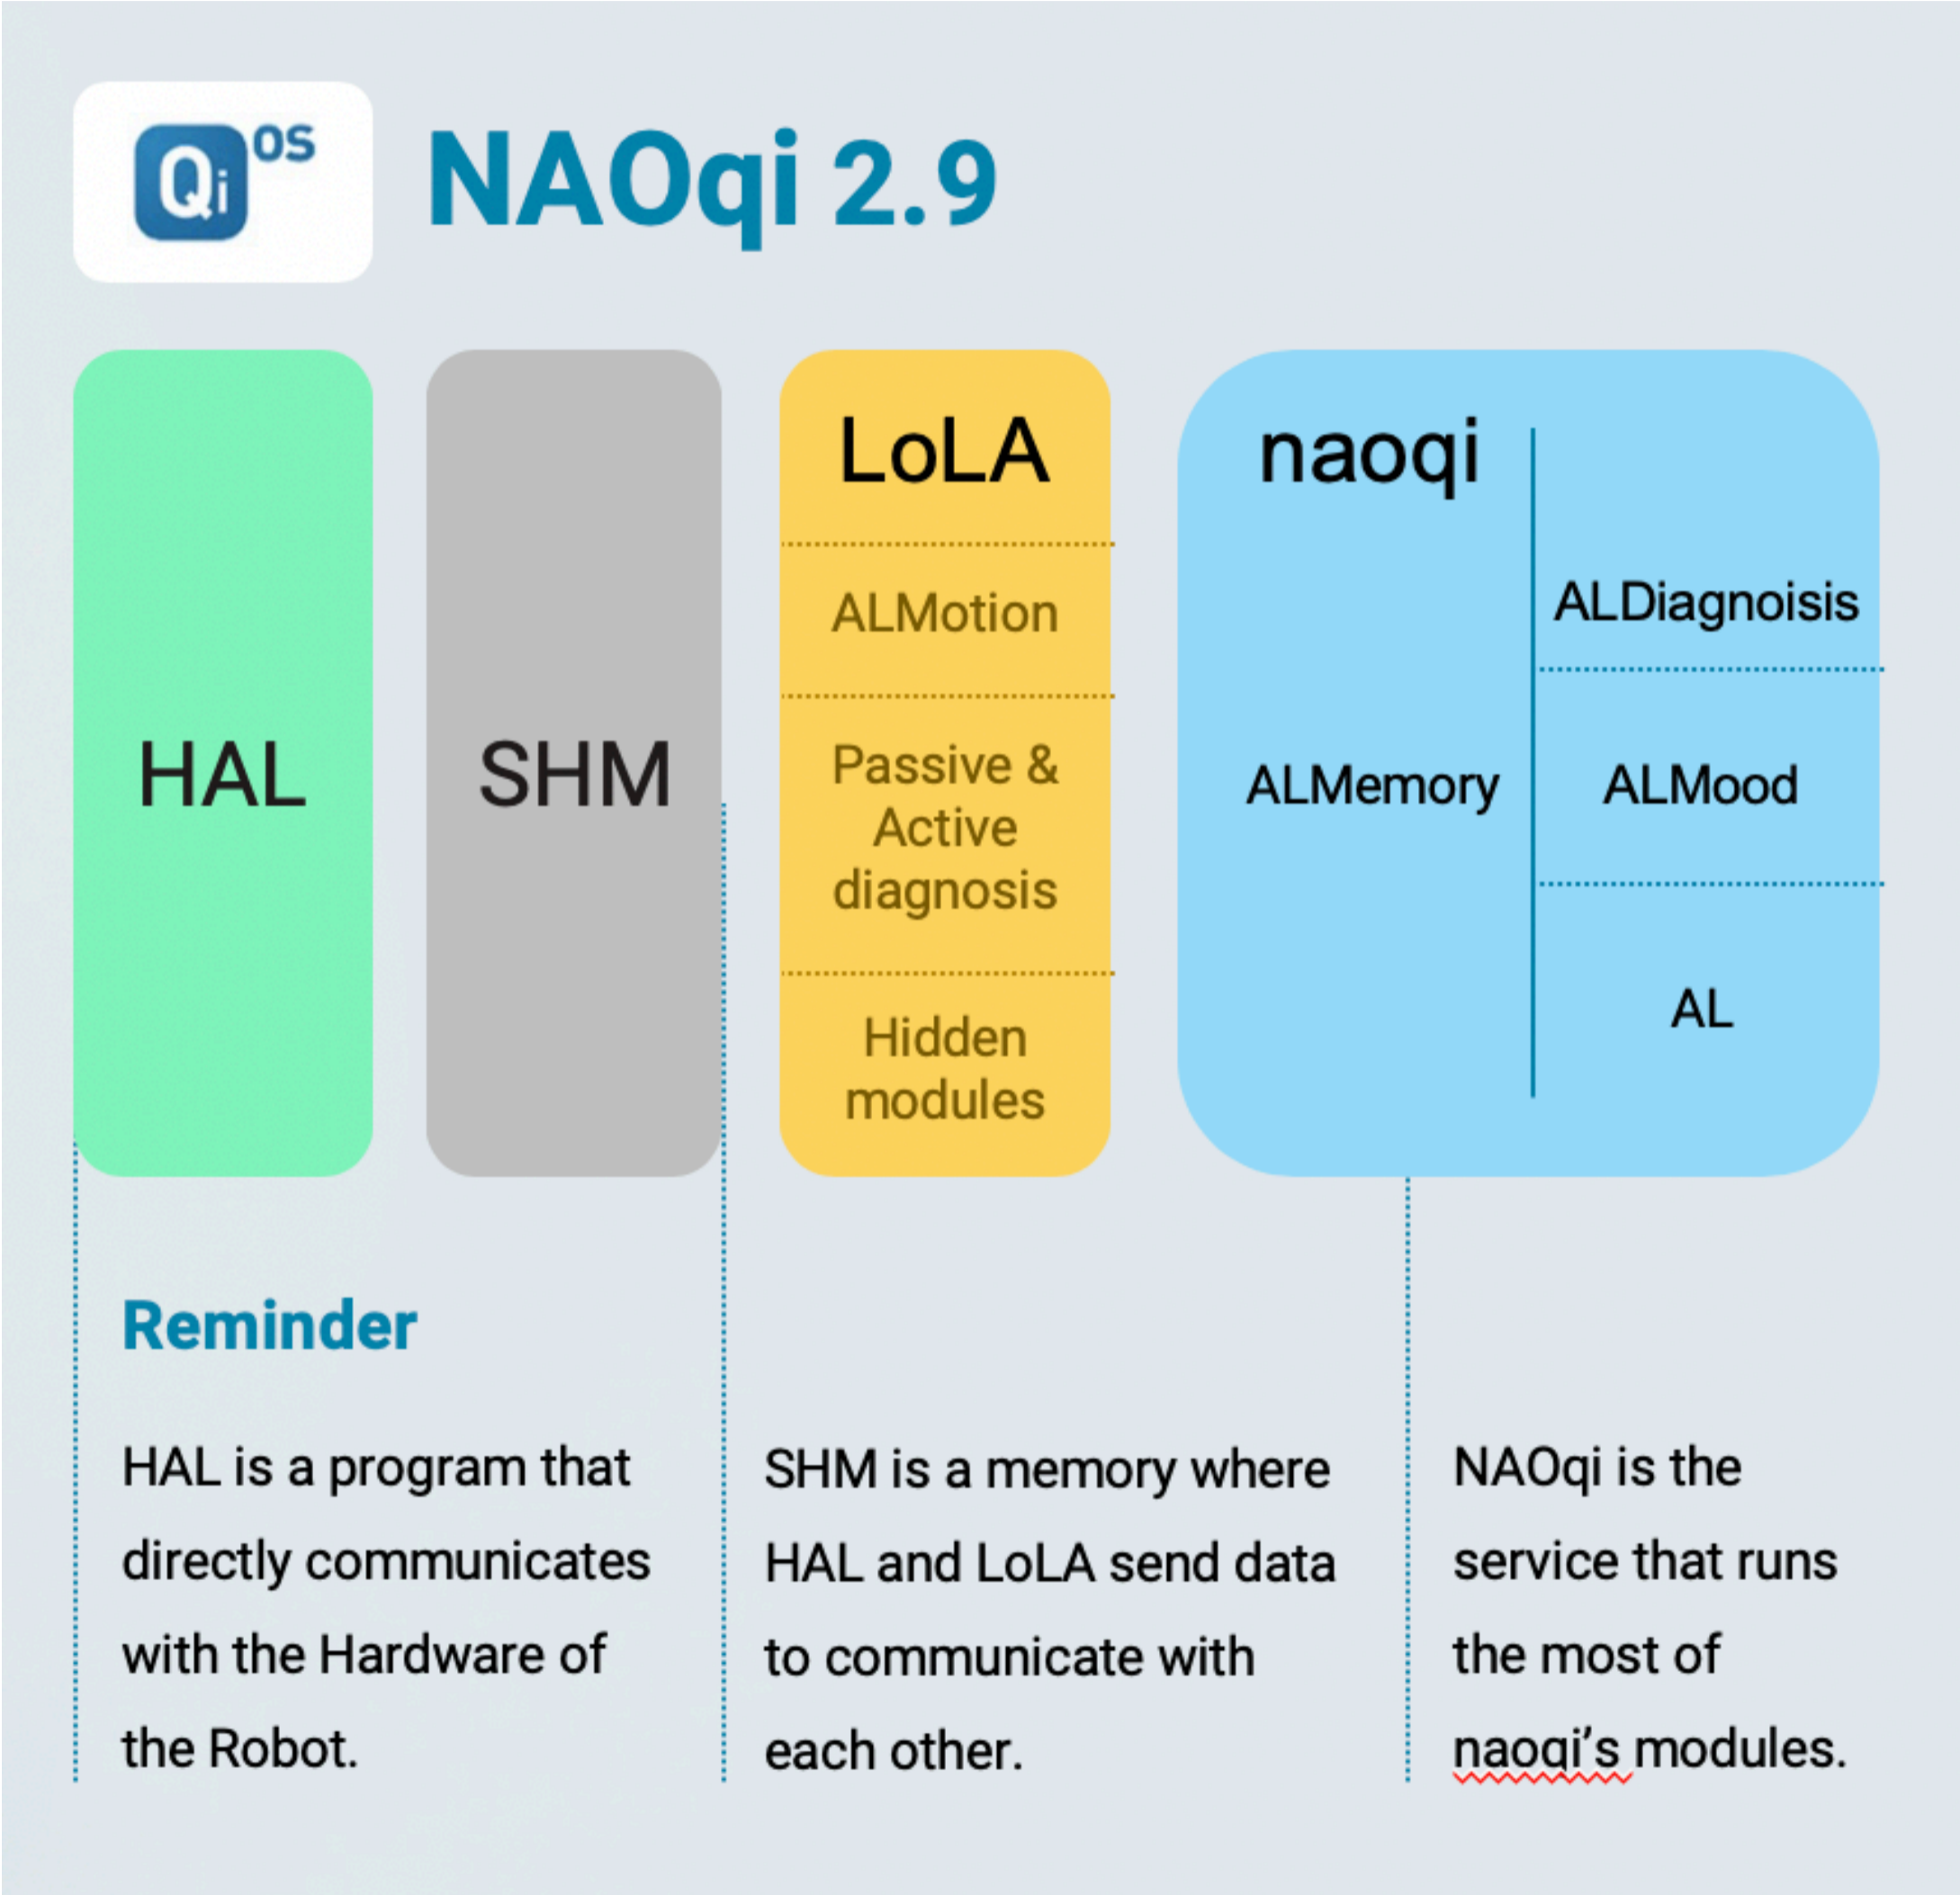 Qi OS
NAOqi 2.9
HAL
SHM
LoLA
ALMotion
Passive &
Active
diagnosis
Hidden
modules
naoqi
ALMemory
ALDiagnoisis
ALMood
AL
Reminder
HAL is a program that
directly communicates
with the Hardware of
the Robot.
SHM is a memory where
HAL and LoLA send data
to communicate with
each other.
NAOqi is the
service that runs
the most of
naoqi’s modules.